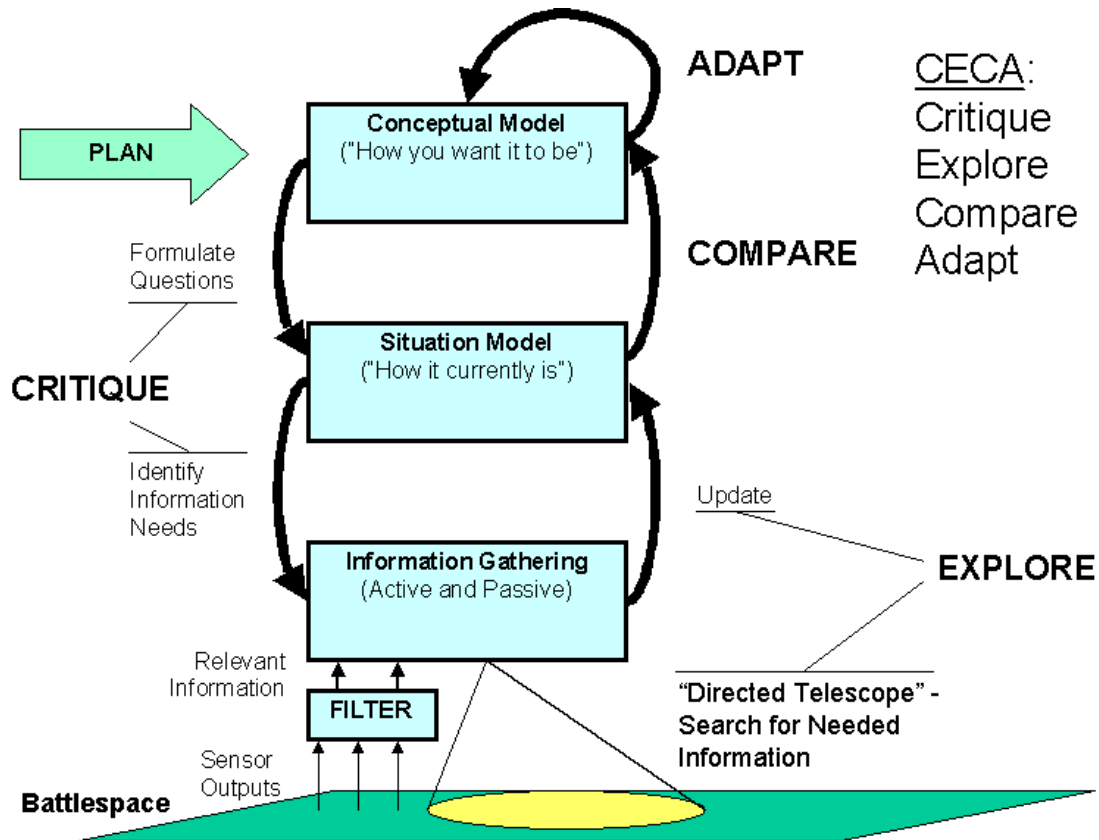 ADAPT
CECA:
Critique
Explore
Compare
Adapt
PLAN
Conceptual Model
("How you want it to be")
Formulate
Questions
COMPARE
Situation Model
("How it currently is")
CRITIQUE
Identify
Information
Needs
Update
Information Gathering
(Active and Passive)
EXPLORE
Relevant
Information
FILTER
“Directed Telescope” -
Search for Needed
Information
Sensor
Outputs
Battlespace